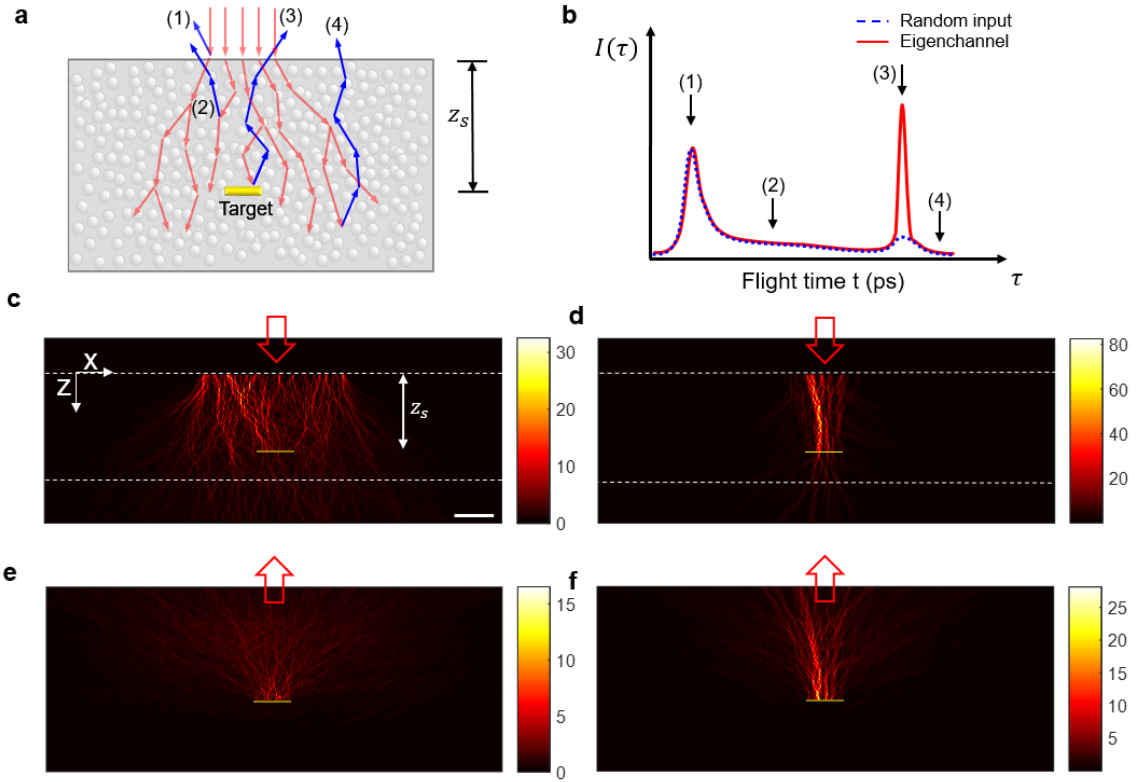 a
(1)
(3)
(4)
(2)
z_s
Target
b
Random input
Eigenchannel
I(τ)
(1)
(3)
(2)
(4)
Flight time t (ps)
τ
c
X
Z
z_s
30
20
10
0
d
80
60
40
20
e
15
10
5
0
f
25
20
15
10
5